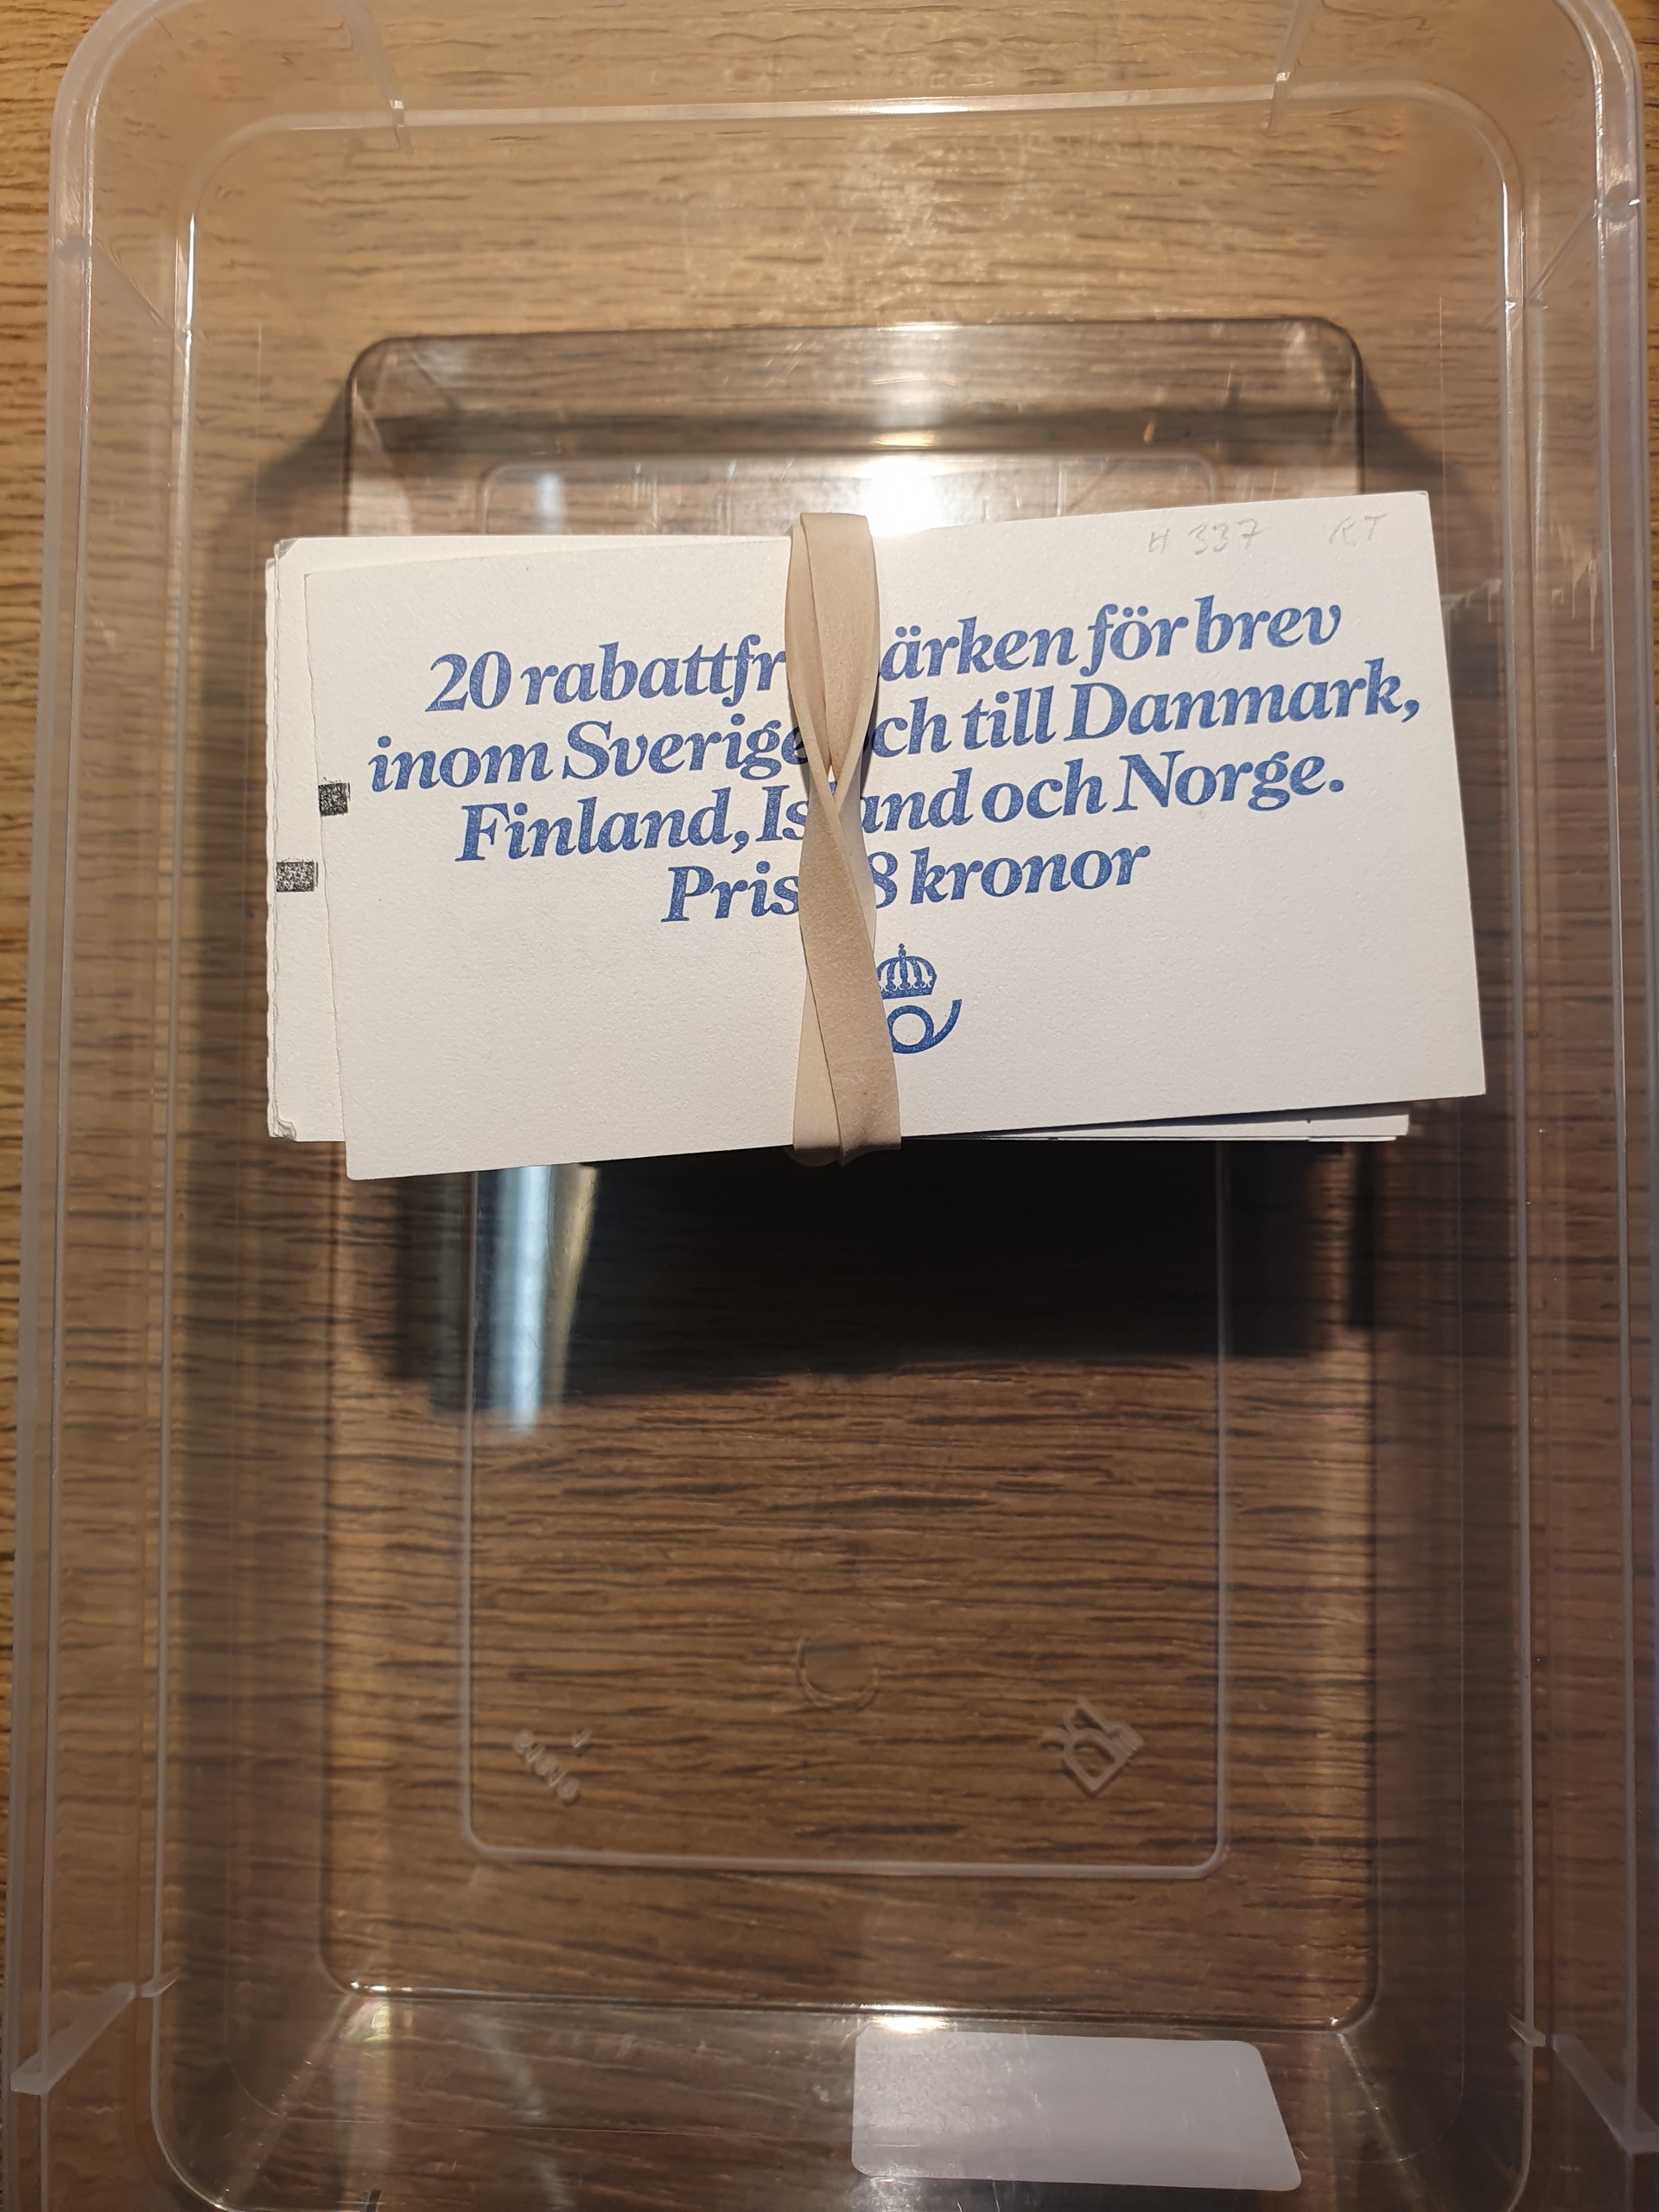 H 337 RT
20 rabattfr ärken för brev
inom Sverige ch till Danmark,
Finland, Is and och Norge.
Pris 8 kronor